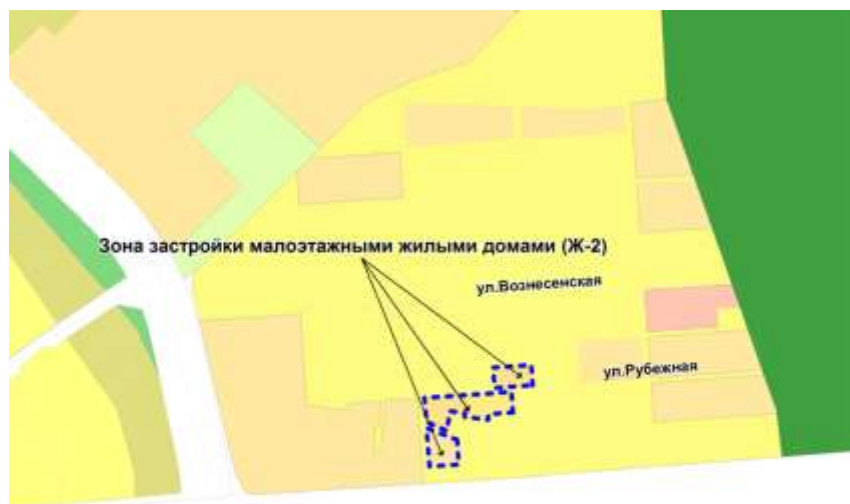 Зона застройки малоэтажными жилыми домами (Ж-2)
ул.Вознесенская
ул.Рубежная